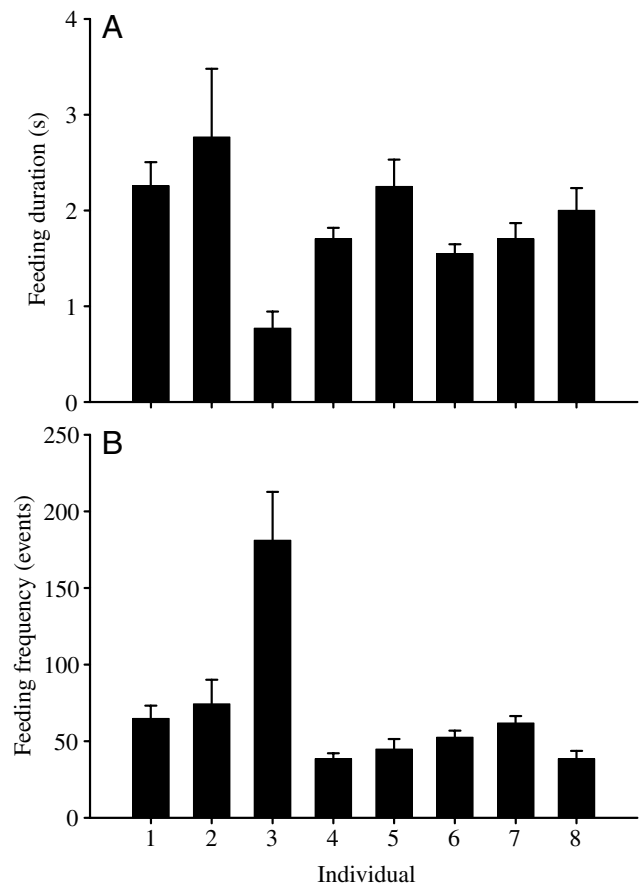 A
4
3
2
1
0
Feeding duration (s)
B
250
200
150
100
50
0
Feeding frequency (events)
1 2 3 4 5 6 7 8
Individual